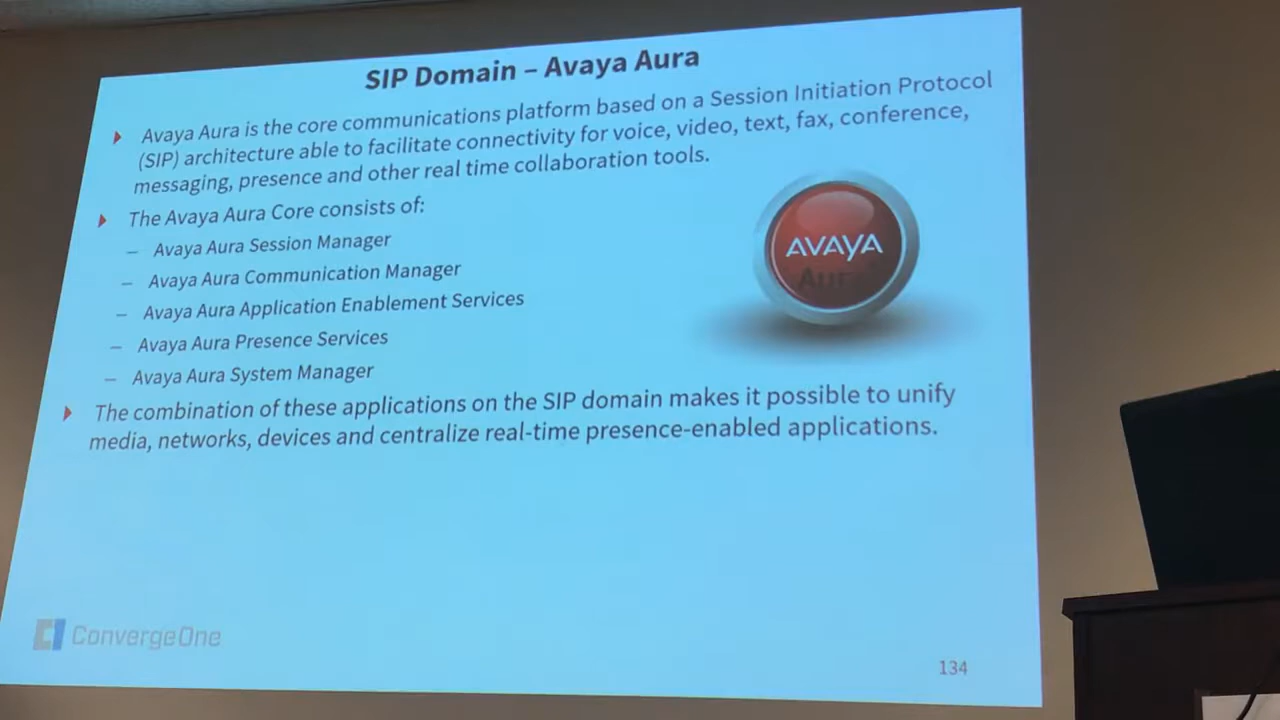 SIP Domain – Avaya Aura
Avaya Aura is the core communications platform based on a Session Initiation Protocol
(SIP) architecture able to facilitate connectivity for voice, video, text, fax, conference,
messaging, presence and other real time collaboration tools.
The Avaya Aura Core consists of:
– Avaya Aura Session Manager
– Avaya Aura Communication Manager
– Avaya Aura Application Enablement Services
– Avaya Aura Presence Services
– Avaya Aura System Manager
AVAYA
The combination of these applications on the SIP domain makes it possible to unify
media, networks, devices and centralize real-time presence-enabled applications.
ConvergeOne
134